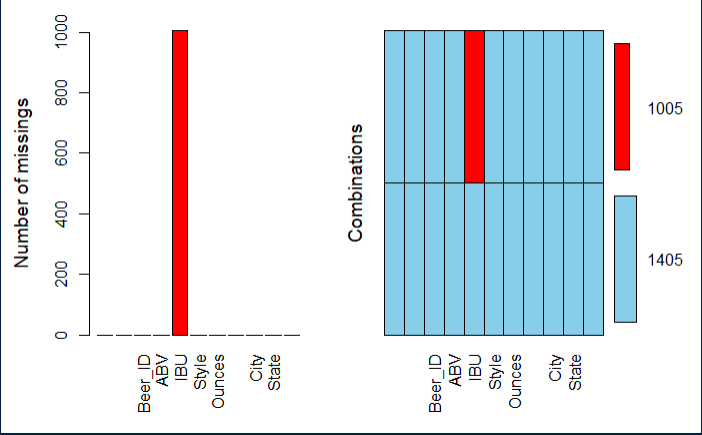 Number of missings
0
200
400
600
800
1000
Beer_ID
ABV
IBU
Style
Ounces
City
State
Combinations
Beer_ID
ABV
IBU
Style
Ounces
City
State
1005
1405